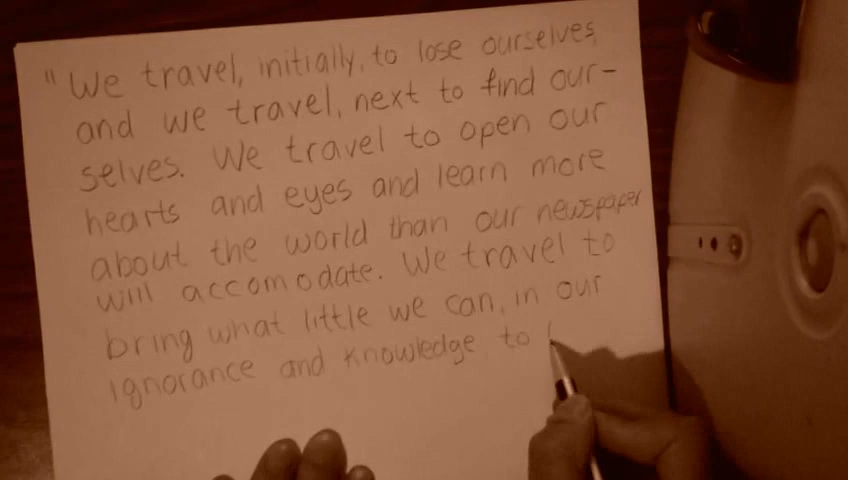 "We travel, initially, to lose ourselves,
and we travel, next to find our-
selves. We travel to open our
hearts and eyes and learn more
about the world than our newspaper
will accomodate. We travel to
bring what little we can, in our
ignorance and knowledge, to